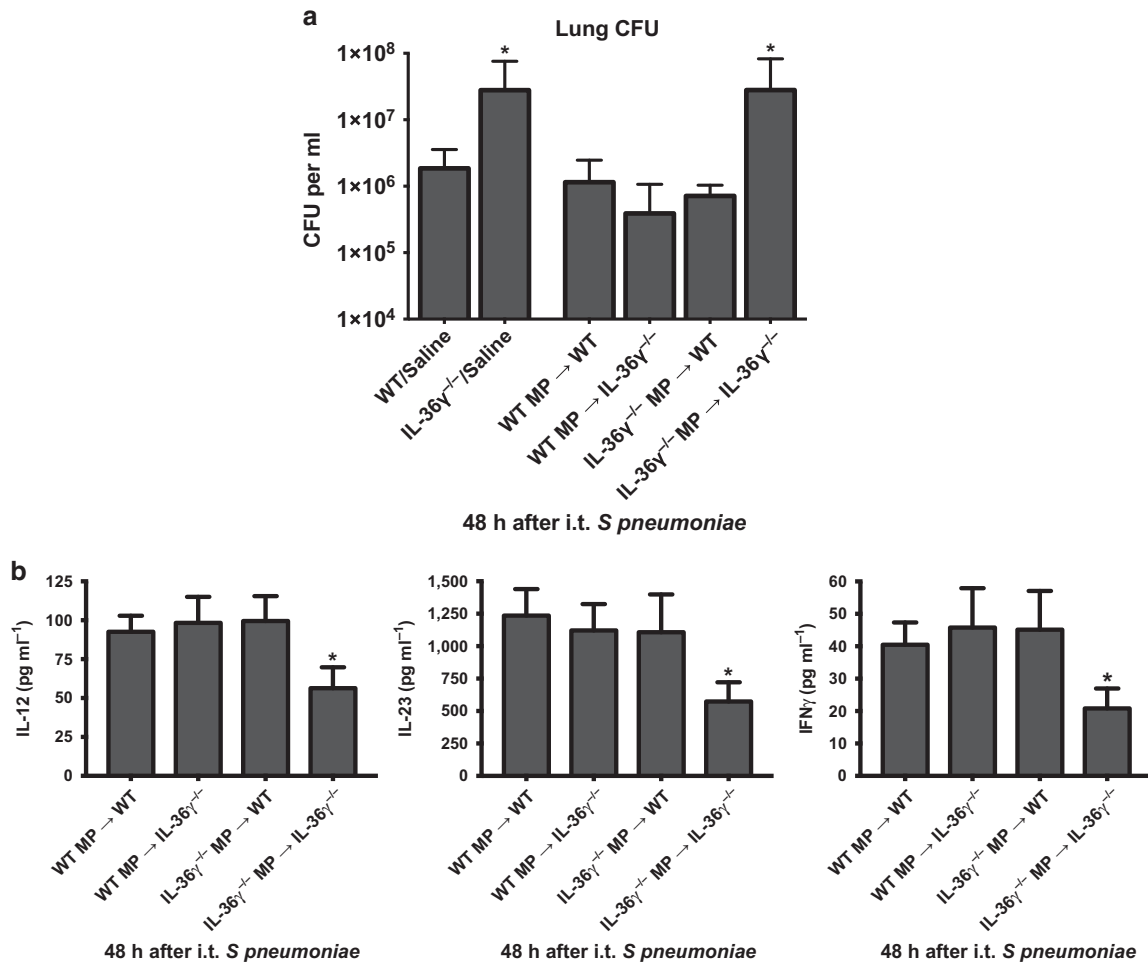 a
Lung CFU
CFU per ml
1×10⁸
1×10⁷
1×10⁶
1×10⁵
1×10⁴
*
*
WT/Saline
IL-36γ⁻/⁻/Saline
WT MP → WT
WT MP → IL-36γ⁻/⁻
IL-36γ⁻/⁻ MP → WT
IL-36γ⁻/⁻ MP → IL-36γ⁻/⁻
48 h after i.t. S pneumoniae
b
IL-12 (pg ml⁻¹)
125
100
75
50
25
0
*
WT MP → WT
WT MP → IL-36γ⁻/⁻
IL-36γ⁻/⁻ MP → WT
IL-36γ⁻/⁻ MP → IL-36γ⁻/⁻
48 h after i.t. S pneumoniae
IL-23 (pg ml⁻¹)
1,500
1,250
1,000
750
500
250
0
*
WT MP → WT
WT MP → IL-36γ⁻/⁻
IL-36γ⁻/⁻ MP → WT
IL-36γ⁻/⁻ MP → IL-36γ⁻/⁻
48 h after i.t. S pneumoniae
IFNγ (pg ml⁻¹)
60
50
40
30
20
10
0
*
WT MP → WT
WT MP → IL-36γ⁻/⁻
IL-36γ⁻/⁻ MP → WT
IL-36γ⁻/⁻ MP → IL-36γ⁻/⁻
48 h after i.t. S pneumoniae